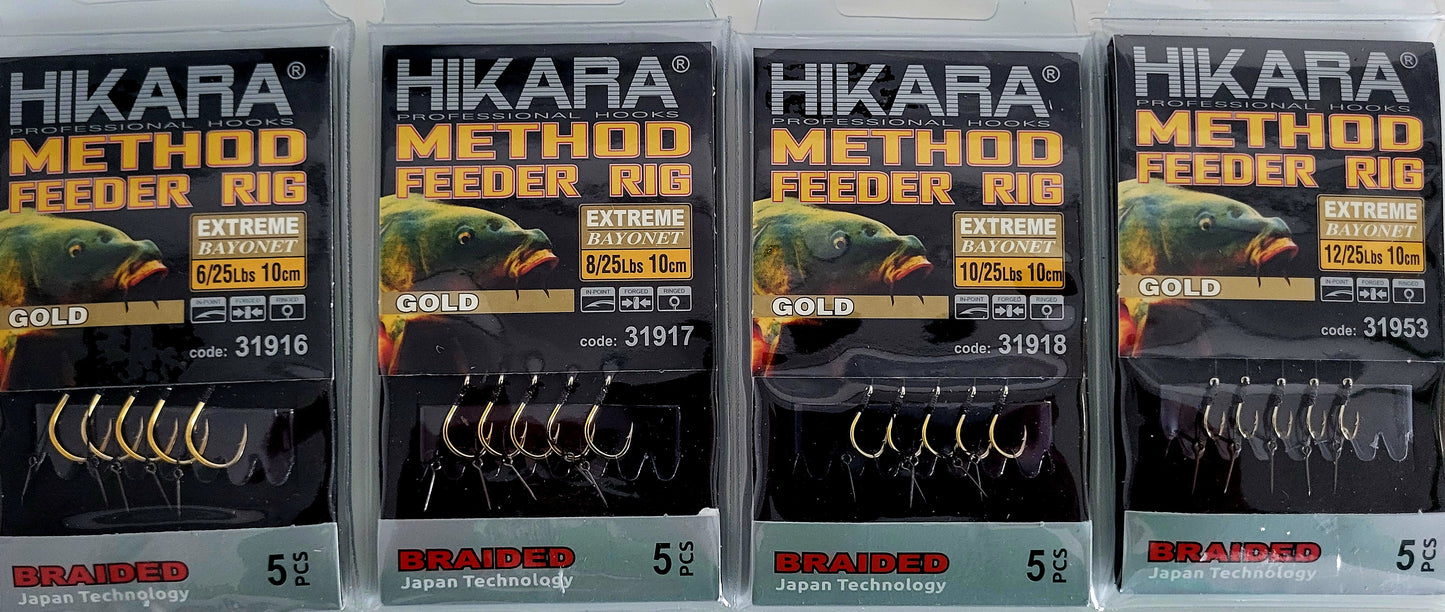 HIKARA®
PROFESSIONAL HOOKS
METHOD
FEEDER RIG
EXTREME
BAYONET
6/25Lbs 10cm
GOLD
IN-POINT FORGED RINGED
code: 31916
BRAIDED
Japan Technology
5 PCS
HIKARA®
PROFESSIONAL HOOKS
METHOD
FEEDER RIG
EXTREME
BAYONET
8/25Lbs 10cm
GOLD
IN-POINT FORGED RINGED
code: 31917
BRAIDED
Japan Technology
5 PCS
HIKARA®
PROFESSIONAL HOOKS
METHOD
FEEDER RIG
EXTREME
BAYONET
10/25Lbs 10cm
GOLD
IN-POINT FORGED RINGED
code: 31918
BRAIDED
Japan Technology
5 PCS
HIKARA®
PROFESSIONAL HOOKS
METHOD
FEEDER RIG
EXTREME
BAYONET
12/25Lbs 10cm
GOLD
IN-POINT FORGED RINGED
code: 31953
BRAIDED
Japan Technology
5 PCS